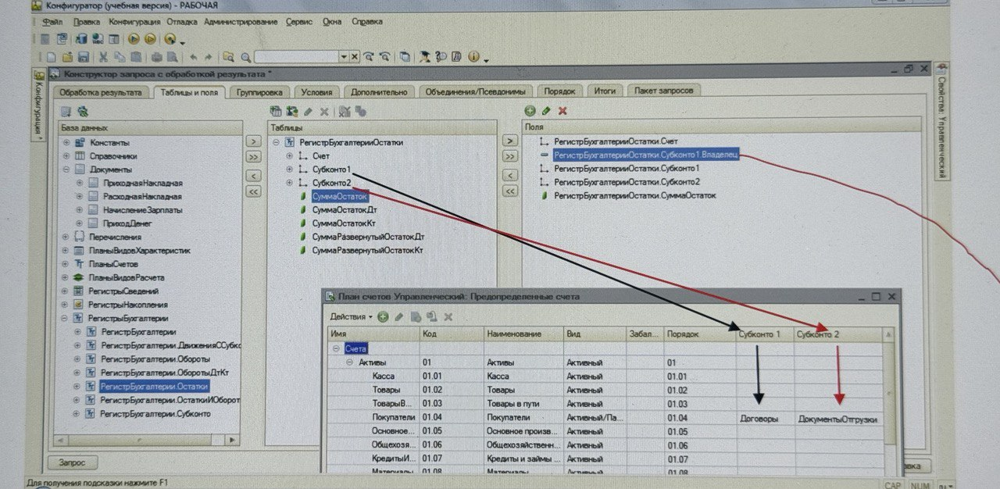 Конфигуратор (учебная версия) - РАБОЧАЯ
Файл Правка Конфигурация Отладка Администрирование Сервис Окна Справка
Конструктор запроса с обработкой результата *
Обработка результата Таблицы и поля Группировка Условия Дополнительно Объединения/Псевдонимы Порядок Итоги Пакет запросов
Конфигурация *
Свойства: Управленческий
База данных
Константы
Справочники
Документы
ПриходнаяНакладная
РасходнаяНакладная
НачислениеЗарплаты
ПриходДенег
Перечисления
ПланыВидовХарактеристик
ПланыСчетов
ПланыВидовРасчета
РегистрыСведений
РегистрыНакопления
РегистрыБухгалтерии
РегистрБухгалтерии
РегистрБухгалтерии.ДвиженияССубко
РегистрБухгалтерии.Обороты
РегистрБухгалтерии.ОборотыДтКт
РегистрБухгалтерии.Остатки
РегистрБухгалтерии.ОстаткиИОборот
РегистрБухгалтерии.Субконто
>
>>
<
<<
Таблицы
РегистрБухгалтерииОстатки
Счет
Субконто1
Субконто2
СуммаОстаток
СуммаОстатокДт
СуммаОстатокКт
СуммаРазвернутыйОстатокДт
СуммаРазвернутыйОстатокКт
>
>>
<
<<
Поля
РегистрБухгалтерииОстатки.Счет
РегистрБухгалтерииОстатки.Субконто1.Владелец
РегистрБухгалтерииОстатки.Субконто1
РегистрБухгалтерииОстатки.Субконто2
РегистрБухгалтерииОстатки.СуммаОстаток
План счетов Управленческий: Предопределенные счета
Действия
Имя Код Наименование Вид Забал... Порядок Субконто 1 Субконто 2
Счета
Активы 01 Активы Активный 01
Касса 01.01 Касса Активный 01.01
Товары 01.02 Товары Активный 01.02
ТоварыВ... 01.03 Товары в пути Активный 01.03
Покупатели 01.04 Покупатели Активный/Па... 01.04 Договоры ДокументыОтгрузки
Основное... 01.05 Основное произв... Активный 01.05
Общехозя... 01.06 Общехозяйственн... Активный 01.06
КредитыИ... 01.07 Кредиты и займы ... Активный 01.07
Материалы 01.08 Материалы Активный 01.08
Запрос
авка
Для получения подсказки нажмите F1
CAP NUM